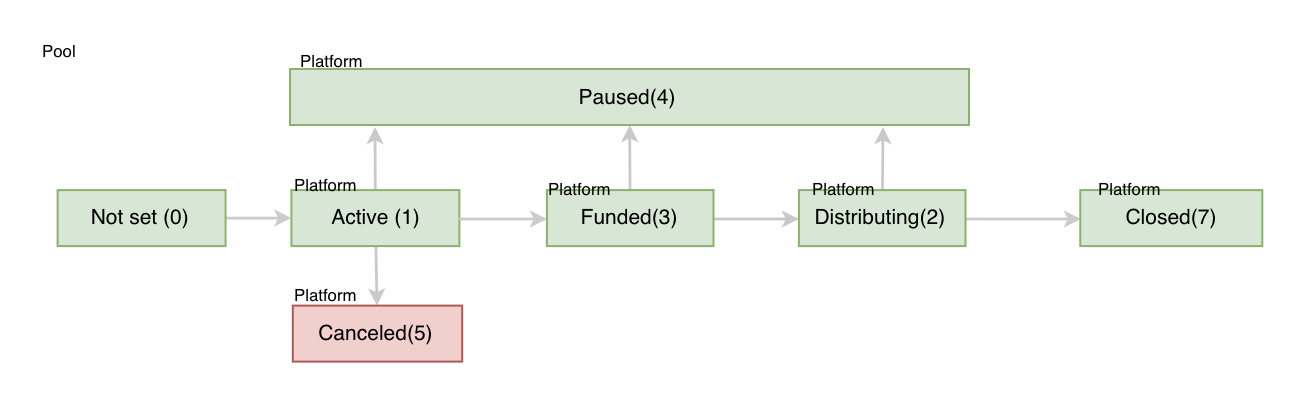 Pool
Platform
Paused(4)
Platform
Platform
Platform
Platform
Not set (0)
Active (1)
Funded(3)
Distributing(2)
Closed(7)
Platform
Canceled(5)